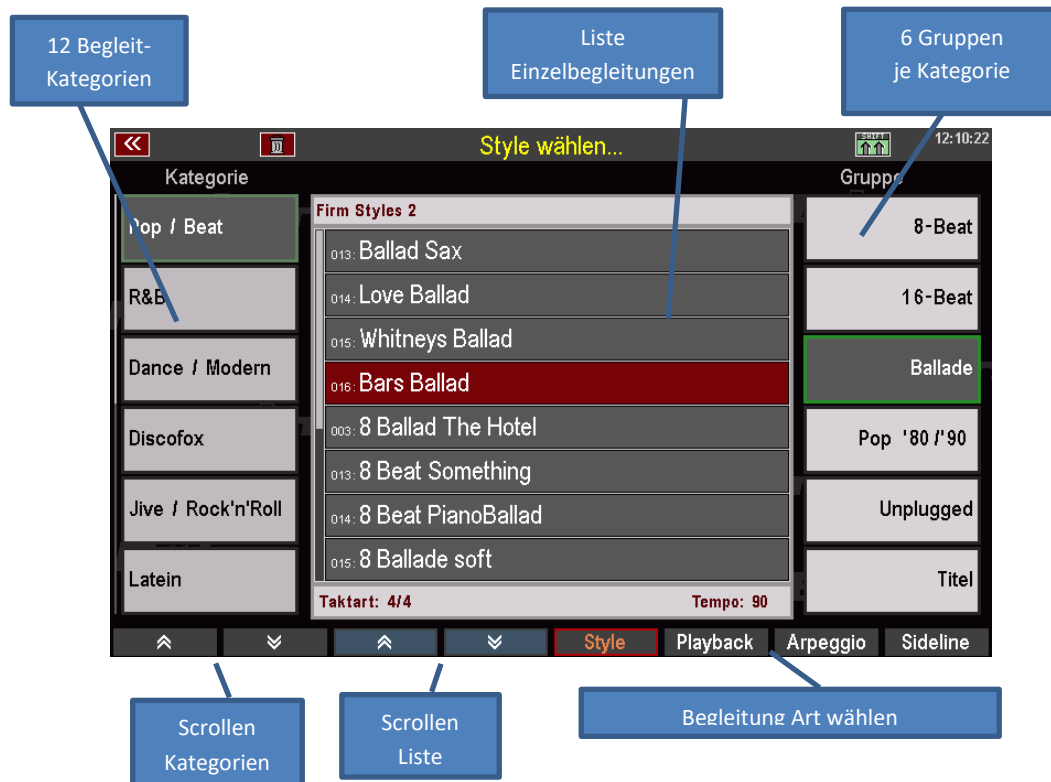 12 Begleit-
Kategorien
Liste
Einzelbegleitungen
6 Gruppen
je Kategorie
Style wählen...
SHIFT
12:10:22
Kategorie
Gruppe
Pop / Beat
R&B
Dance / Modern
Discofox
Jive / Rock'n'Roll
Latein
Firm Styles 2
013: Ballad Sax
014: Love Ballad
015: Whitneys Ballad
016: Bars Ballad
003: 8 Ballad The Hotel
013: 8 Beat Something
014: 8 Beat PianoBallad
015: 8 Ballade soft
Taktart: 4/4 Tempo: 90
8-Beat
16-Beat
Ballade
Pop '80 /'90
Unplugged
Titel
Style Playback Arpeggio Sideline
Scrollen
Kategorien
Scrollen
Liste
Begleitung Art wählen